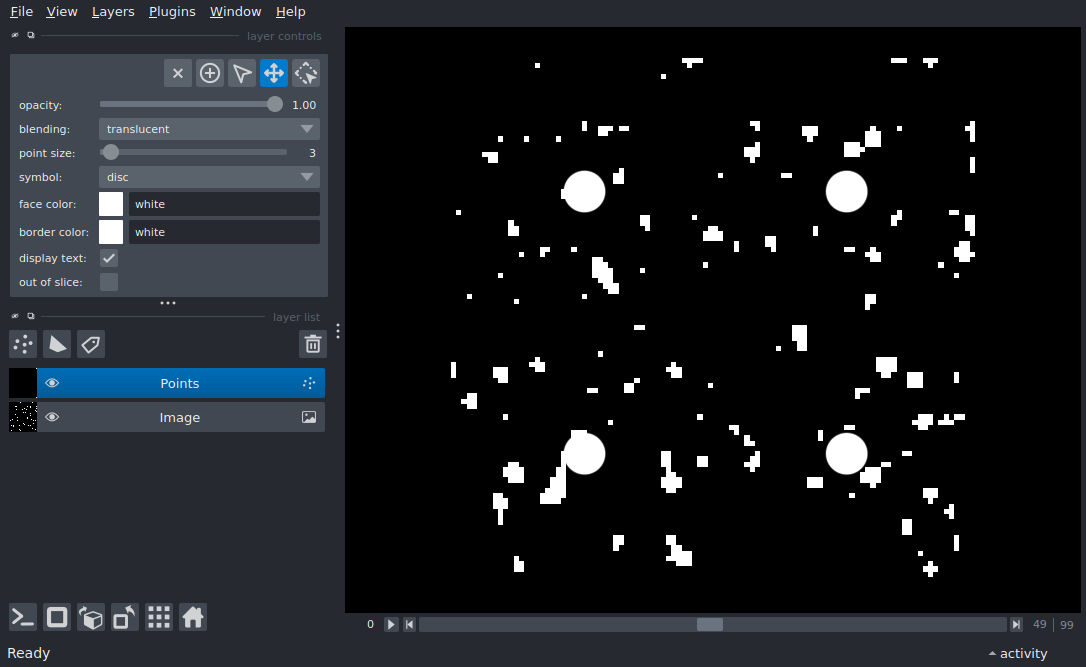 File View Layers Plugins Window Help
layer controls
opacity: 1.00
blending: translucent
point size: 3
symbol: disc
face color: white
border color: white
display text:
out of slice:
layer list
Points
Image
0 49 99
Ready activity